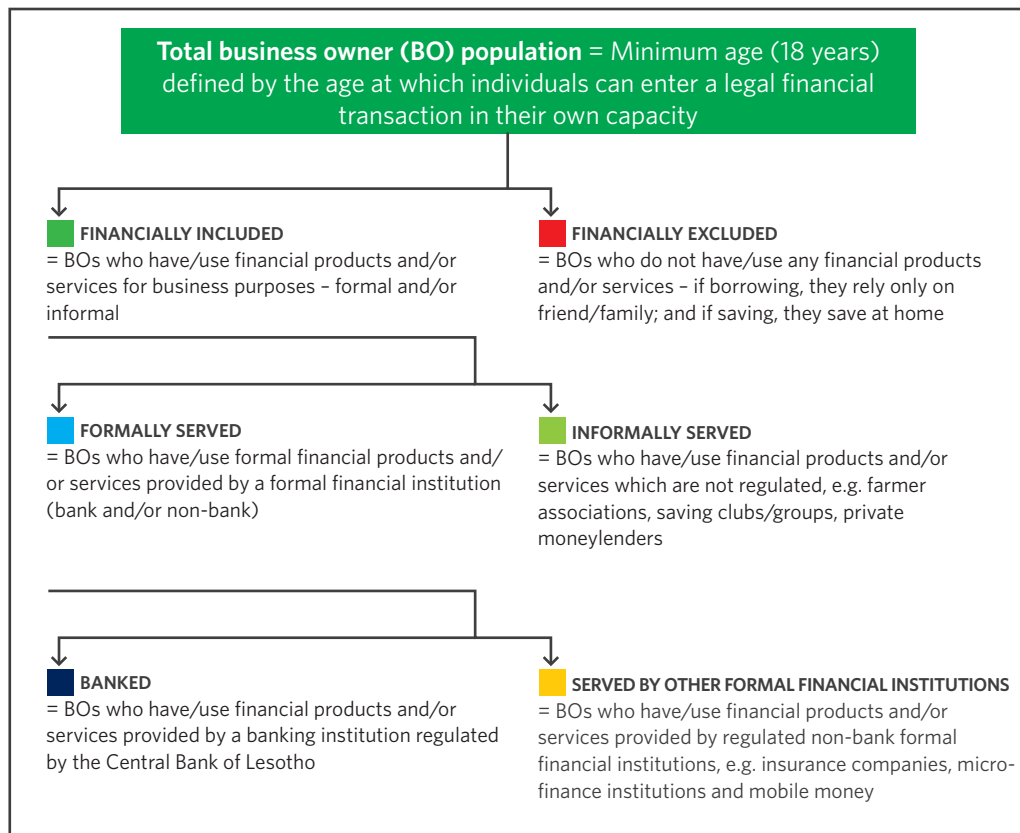 Total business owner (BO) population = Minimum age (18 years)
defined by the age at which individuals can enter a legal financial
transaction in their own capacity
FINANCIALLY INCLUDED
= BOs who have/use financial products and/or
services for business purposes – formal and/or
informal
FINANCIALLY EXCLUDED
= BOs who do not have/use any financial products
and/or services – if borrowing, they rely only on
friend/family; and if saving, they save at home
FORMALLY SERVED
= BOs who have/use formal financial products and/
or services provided by a formal financial institution
(bank and/or non-bank)
INFORMALLY SERVED
= BOs who have/use financial products and/or
services which are not regulated, e.g. farmer
associations, saving clubs/groups, private
moneylenders
BANKED
= BOs who have/use financial products and/or
services provided by a banking institution regulated
by the Central Bank of Lesotho
SERVED BY OTHER FORMAL FINANCIAL INSTITUTIONS
= BOs who have/use financial products and/or
services provided by regulated non-bank formal
financial institutions, e.g. insurance companies, micro-
finance institutions and mobile money